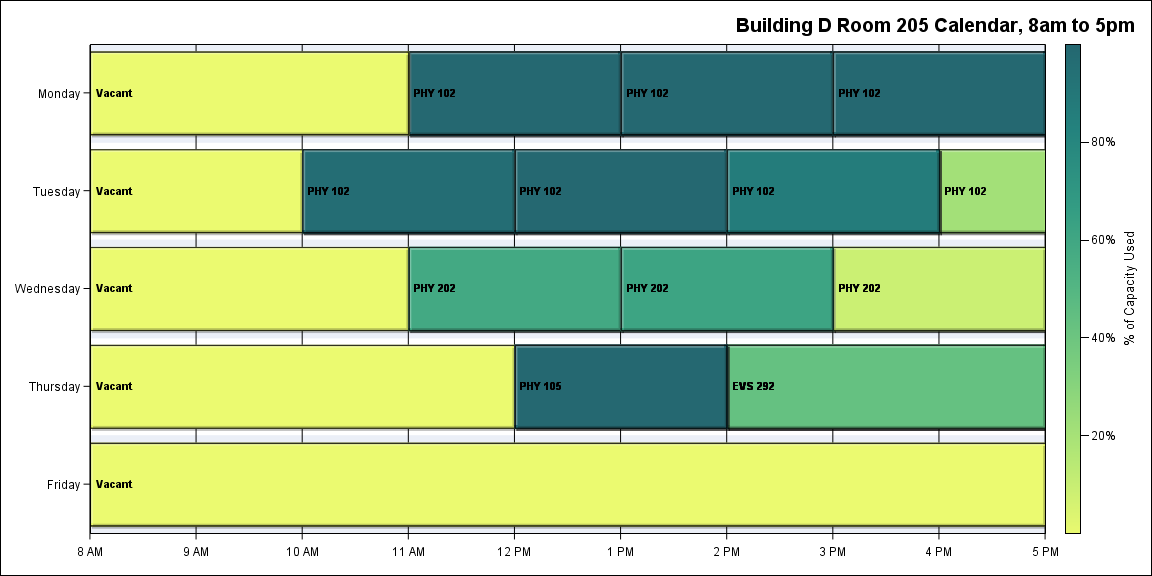 Building D Room 205 Calendar, 8am to 5pm
Monday
Vacant
PHY 102
PHY 102
PHY 102
Tuesday
Vacant
PHY 102
PHY 102
PHY 102
PHY 102
Wednesday
Vacant
PHY 202
PHY 202
PHY 202
Thursday
Vacant
PHY 105
EVS 292
Friday
Vacant
8 AM
9 AM
10 AM
11 AM
12 PM
1 PM
2 PM
3 PM
4 PM
5 PM
80%
60%
40%
20%
% of Capacity Used